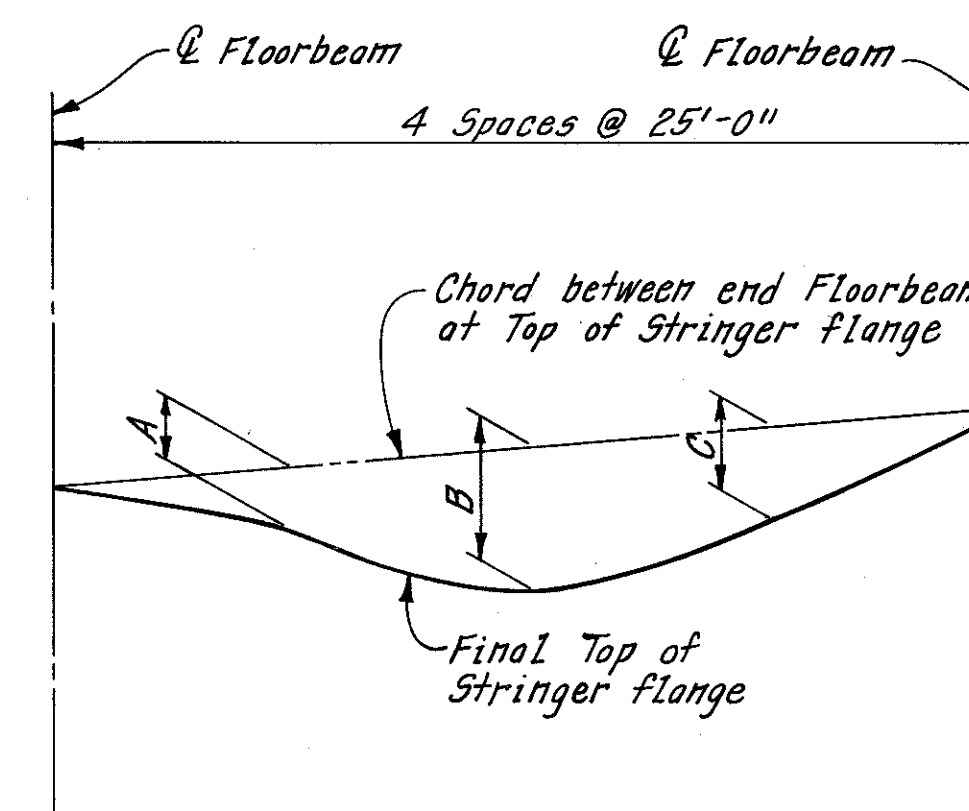 ℄ Floorbeam
℄ Floorbeam
4 Spaces @ 25'-0"
Chord between end Floorbeam
at Top of Stringer flange
A
B
C
Final Top of
Stringer flange